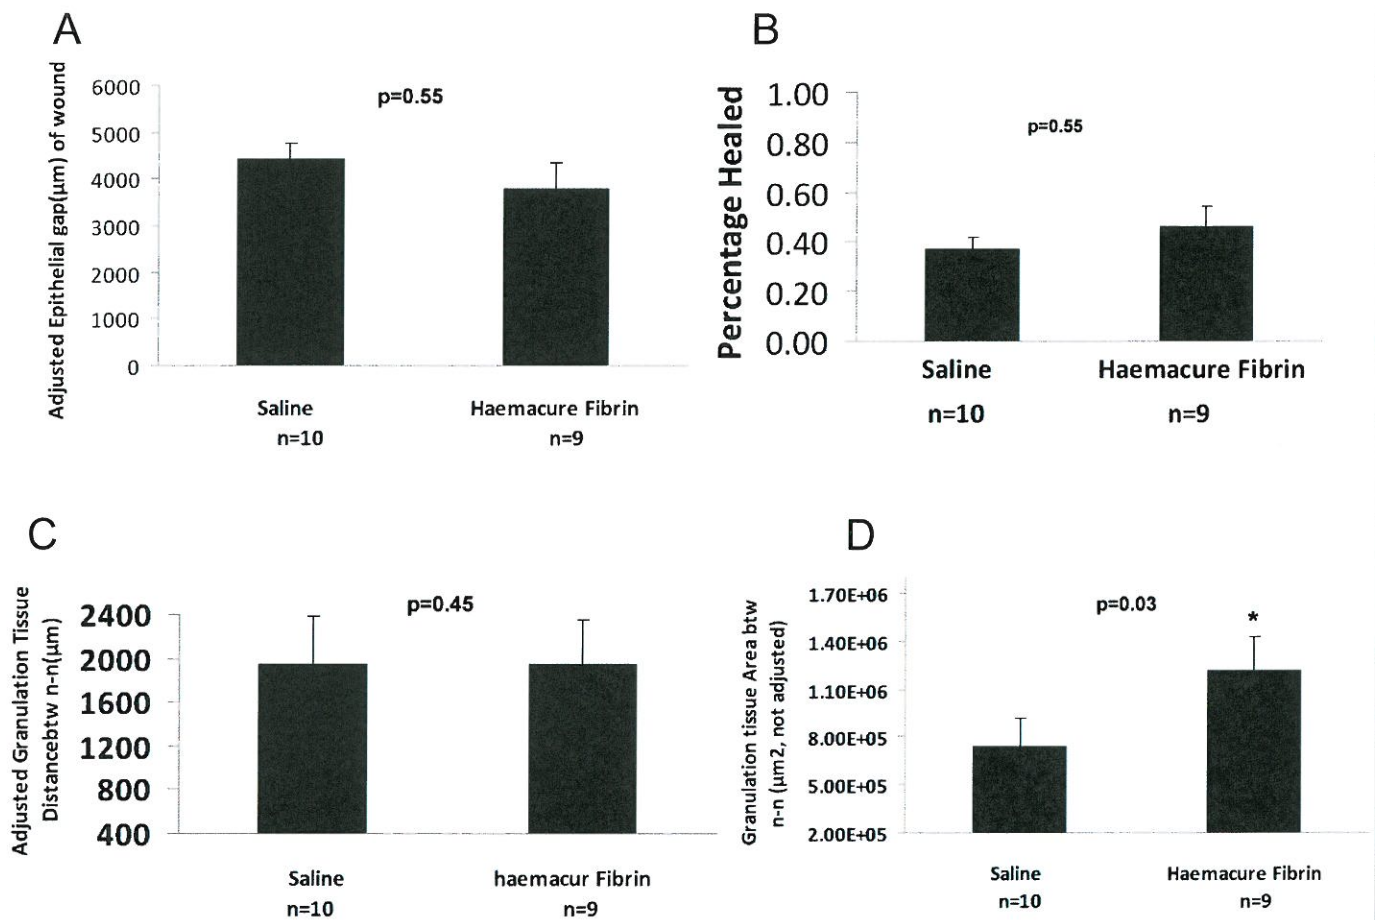 A
Adjusted Epithelial gap(µm) of wound
6000
5000
4000
3000
2000
1000
0
p=0.55
Saline
n=10
Haemacure Fibrin
n=9
B
Percentage Healed
1.00
0.80
0.60
0.40
0.20
0.00
p=0.55
Saline
n=10
Haemacure Fibrin
n=9
C
Adjusted Granulation Tissue
Distancebtw n-n(µm)
2400
2000
1600
1200
800
400
p=0.45
Saline
n=10
haemacur Fibrin
n=9
D
Granulation tissue Area btw
n-n (µm2, not adjusted)
1.70E+06
1.40E+06
1.10E+06
8.00E+05
5.00E+05
2.00E+05
p=0.03
*
Saline
n=10
Haemacure Fibrin
n=9